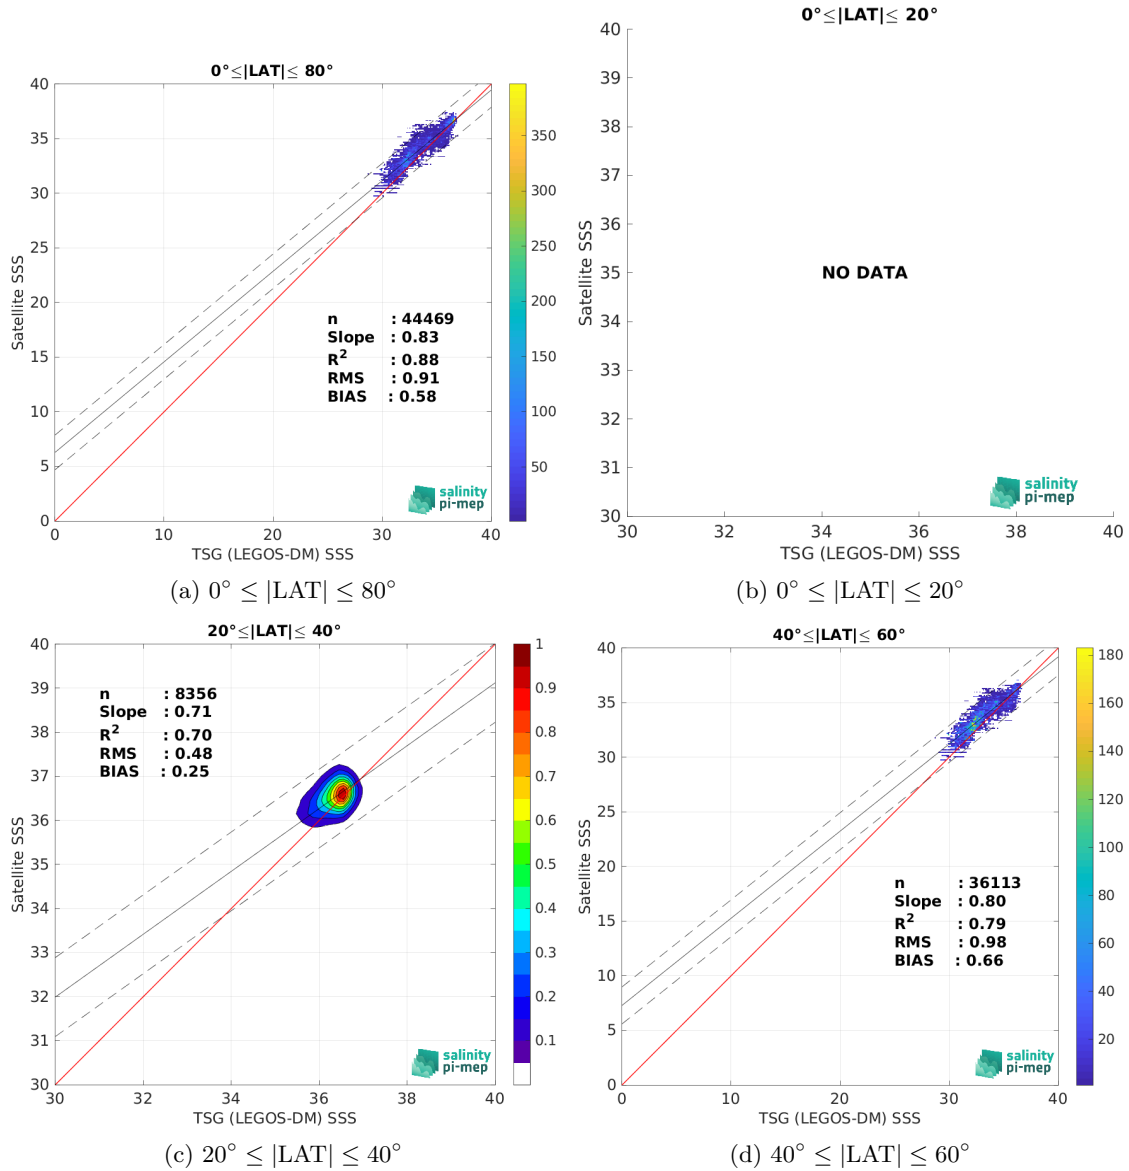 0°≤|LAT|≤ 80°
40
35
30
25
20
15
10
5
0
0
10
20
30
40
Satellite SSS
TSG (LEGOS-DM) SSS
n : 44469
Slope : 0.83
R2 : 0.88
RMS : 0.91
BIAS : 0.58
salinity
pi-mep
350
300
250
200
150
100
50
(a) 0° ≤ |LAT| ≤ 80°
0°≤|LAT|≤ 20°
40
39
38
37
36
35
34
33
32
31
30
30
32
34
36
38
40
Satellite SSS
TSG (LEGOS-DM) SSS
NO DATA
salinity
pi-mep
(b) 0° ≤ |LAT| ≤ 20°
20°≤|LAT|≤ 40°
40
39
38
37
36
35
34
33
32
31
30
30
32
34
36
38
40
Satellite SSS
TSG (LEGOS-DM) SSS
n : 8356
Slope : 0.71
R2 : 0.70
RMS : 0.48
BIAS : 0.25
salinity
pi-mep
1
0.9
0.8
0.7
0.6
0.5
0.4
0.3
0.2
0.1
(c) 20° ≤ |LAT| ≤ 40°
40°≤|LAT|≤ 60°
40
35
30
25
20
15
10
5
0
0
10
20
30
40
Satellite SSS
TSG (LEGOS-DM) SSS
n : 36113
Slope : 0.80
R2 : 0.79
RMS : 0.98
BIAS : 0.66
salinity
pi-mep
180
160
140
120
100
80
60
40
20
(d) 40° ≤ |LAT| ≤ 60°